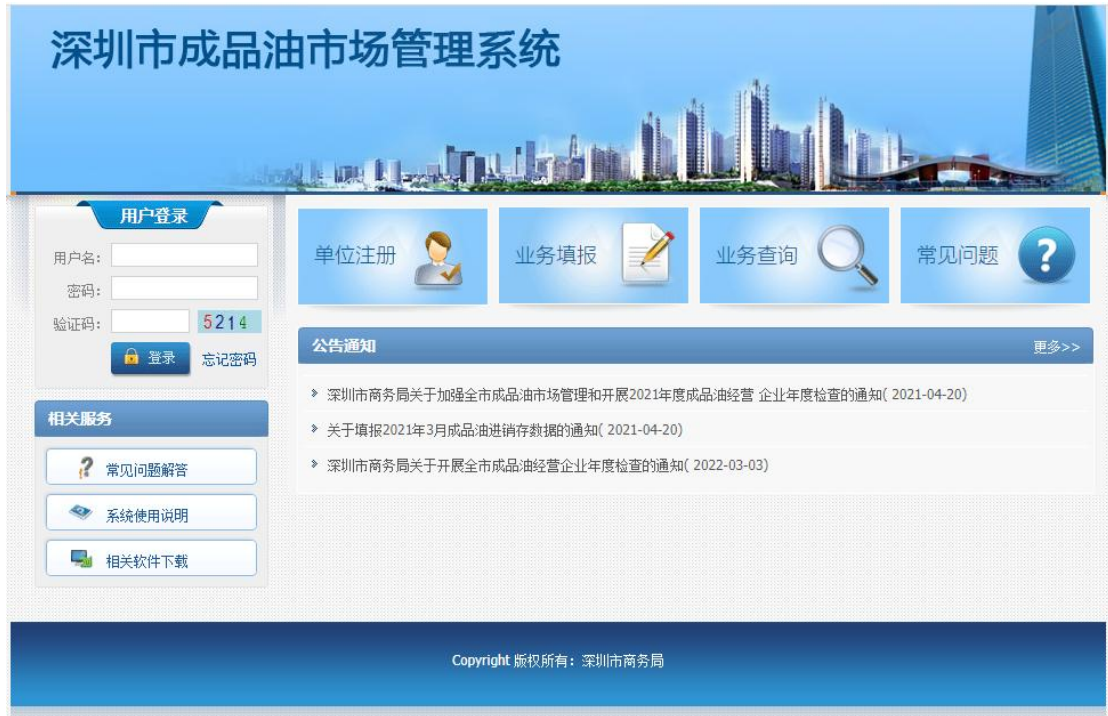 深圳市成品油市场管理系统
用户登录
用户名：
密码：
验证码：
5214
登录
忘记密码
相关服务
常见问题解答
系统使用说明
相关软件下载
单位注册
业务填报
业务查询
常见问题
公告通知
更多>>
深圳市商务局关于加强全市成品油市场管理和开展2021年度成品油经营 企业年度检查的通知( 2021-04-20)
关于填报2021年3月成品油进销存数据的通知( 2021-04-20)
深圳市商务局关于开展全市成品油经营企业年度检查的通知( 2022-03-03)
Copyright 版权所有：深圳市商务局